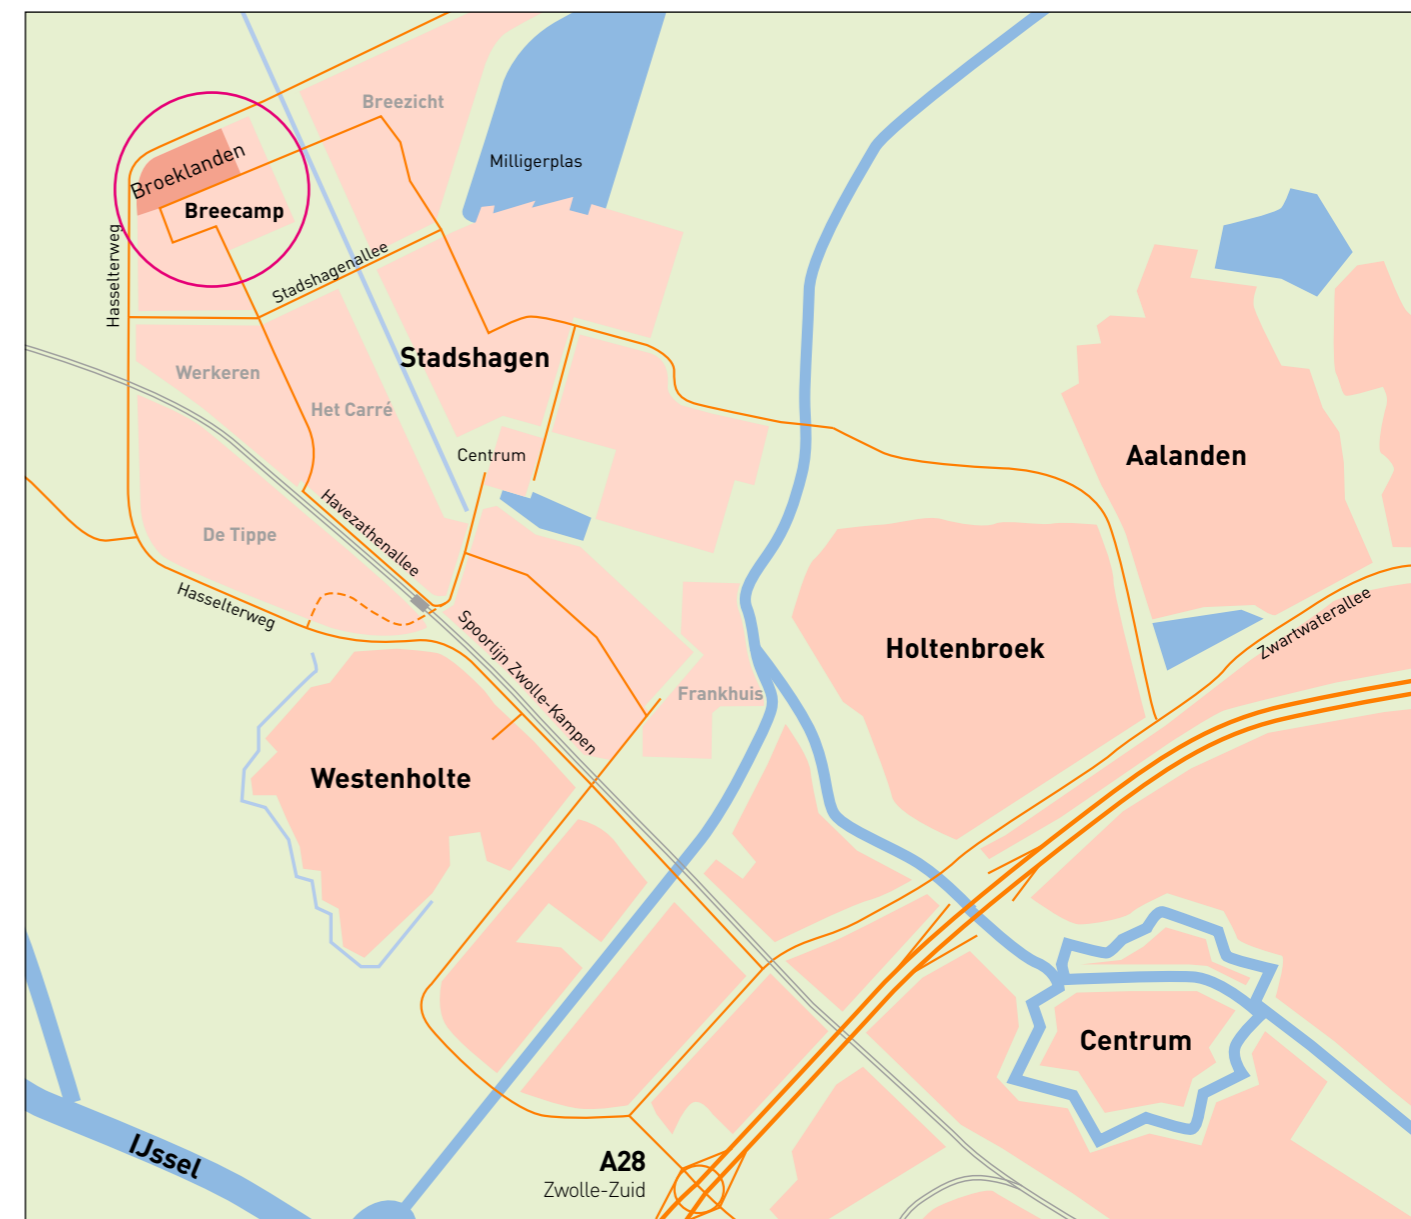 Breezicht
Milligerplas
Broeklanden
Breecamp
Hasselterweg
Stadshagenallee
Stadshagen
Werkeren
Het Carré
Centrum
Aalanden
Havezathenallee
De Tippe
Hasselterweg
Spoorlijn Zwolle-Kampen
Zwartwaterallee
Holtenbroek
Frankhuis
Westenholte
Centrum
IJssel
A28
Zwolle-Zuid